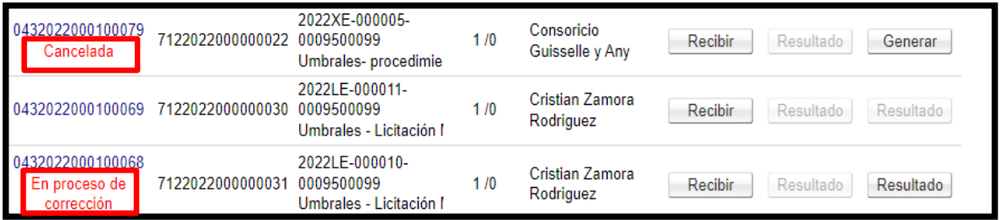 0432022000100079
Cancelada
7122022000000022
2022XE-000005-
0009500099
Umbrales- procedimie
1 /0
Consoricio
Guisselle y Any
Recibir
Resultado
Generar
0432022000100069
7122022000000030
2022LE-000011-
0009500099
Umbrales - Licitación
1 /0
Cristian Zamora
Rodriguez
Recibir
Resultado
Resultado
0432022000100068
En proceso de
corrección
7122022000000031
2022LE-000010-
0009500099
Umbrales - Licitación
1 /0
Cristian Zamora
Rodriguez
Recibir
Resultado
Resultado